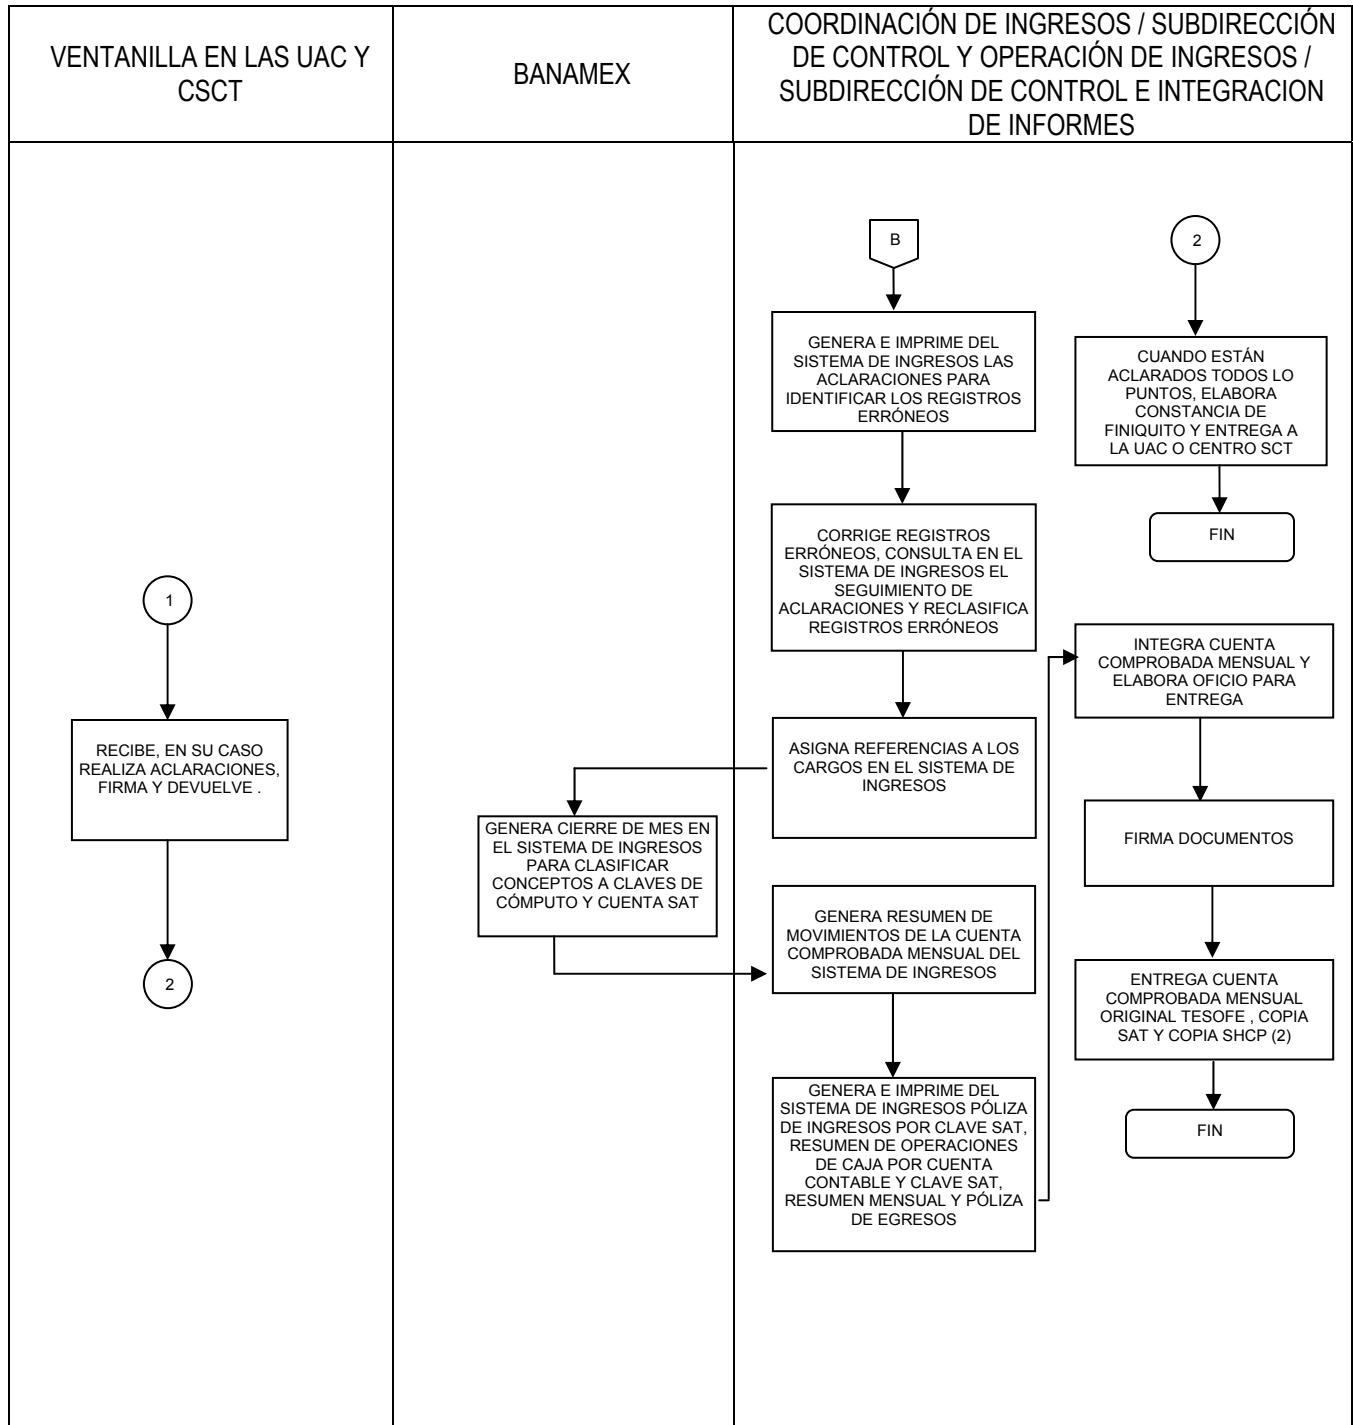 VENTANILLA EN LAS UAC Y
CSCT
BANAMEX
COORDINACIÓN DE INGRESOS / SUBDIRECCIÓN
DE CONTROL Y OPERACIÓN DE INGRESOS /
SUBDIRECCIÓN DE CONTROL E INTEGRACION
DE INFORMES
1
RECIBE, EN SU CASO
REALIZA ACLARACIONES,
FIRMA Y DEVUELVE .
2
B
GENERA E IMPRIME DEL
SISTEMA DE INGRESOS LAS
ACLARACIONES PARA
IDENTIFICAR LOS REGISTROS
ERRÓNEOS
CORRIGE REGISTROS
ERRÓNEOS, CONSULTA EN EL
SISTEMA DE INGRESOS EL
SEGUIMIENTO DE
ACLARACIONES Y RECLASIFICA
REGISTROS ERRÓNEOS
ASIGNA REFERENCIAS A LOS
CARGOS EN EL SISTEMA DE
INGRESOS
GENERA CIERRE DE MES EN
EL SISTEMA DE INGRESOS
PARA CLASIFICAR
CONCEPTOS A CLAVES DE
CÓMPUTO Y CUENTA SAT
GENERA RESUMEN DE
MOVIMIENTOS DE LA CUENTA
COMPROBADA MENSUAL DEL
SISTEMA DE INGRESOS
GENERA E IMPRIME DEL
SISTEMA DE INGRESOS PÓLIZA
DE INGRESOS POR CLAVE SAT,
RESUMEN DE OPERACIONES
DE CAJA POR CUENTA
CONTABLE Y CLAVE SAT,
RESUMEN MENSUAL Y PÓLIZA
DE EGRESOS
2
CUANDO ESTÁN
ACLARADOS TODOS LO
PUNTOS, ELABORA
CONSTANCIA DE
FINIQUITO Y ENTREGA A
LA UAC O CENTRO SCT
FIN
INTEGRA CUENTA
COMPROBADA MENSUAL Y
ELABORA OFICIO PARA
ENTREGA
FIRMA DOCUMENTOS
ENTREGA CUENTA
COMPROBADA MENSUAL
ORIGINAL TESOFE , COPIA
SAT Y COPIA SHCP (2)
FIN